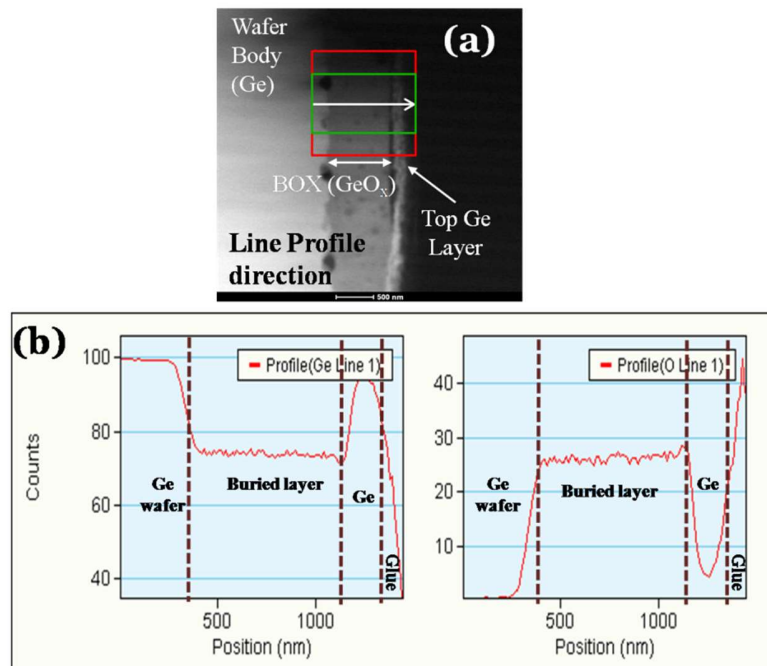 Wafer
Body
(Ge)
(a)
BOX (GeOₓ)
Top Ge
Layer
Line Profile
direction
500 nm
(b)
Profile(Ge Line 1)
100
80
60
40
Counts
Ge
wafer
Buried layer
Ge
Glue
500
1000
Position (nm)
Profile(O Line 1)
40
30
20
10
Ge
wafer
Buried layer
Ge
Glue
500
1000
Position (nm)